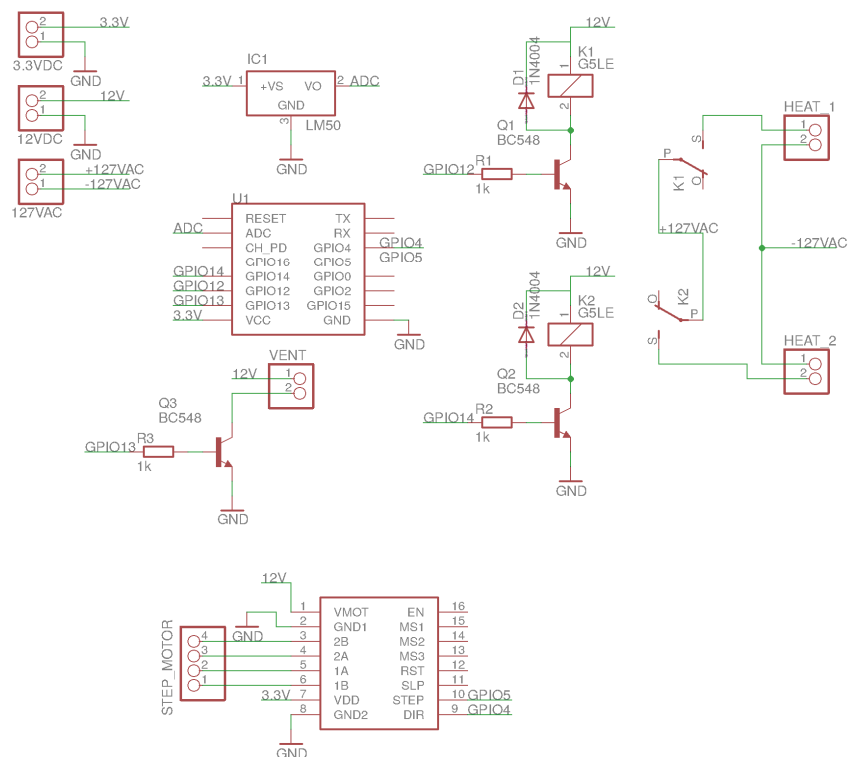 2 3.3V
1
3.3VDC
GND
2 12V
1
12VDC
GND
2 +127VAC
1 -127VAC
127VAC
IC1
3.3V 1 +VS VO 2 ADC
GND
3
LM50
GND
U1
RESET TX
ADC ADC RX
CH_PD GPIO4 GPIO4
GPIO16 GPIO5 GPIO5
GPIO14 GPIO14 GPIO0
GPIO12 GPIO12 GPIO2
GPIO13 GPIO13 GPIO15
3.3V VCC GND
GND
VENT
12V 1
2
Q3
BC548
GPIO13 R3
1k
GND
12V
D1
1N4004
K1
G5LE
1
2
Q1
BC548
GPIO12 R1
1k
GND
12V
D2
1N4004
K2
G5LE
1
2
Q2
BC548
GPIO14 R2
1k
GND
HEAT_1
1
2
S
P
O
K1
+127VAC
-127VAC
O
K2
P
S
HEAT_2
1
2
12V
GND
STEP_MOTOR
4
3
2
1
1 VMOT EN 16
2 GND1 MS1 15
3 2B MS2 14
4 2A MS3 13
5 1A RST 12
6 1B SLP 11
3.3V 7 VDD STEP 10 GPIO5
8 GND2 DIR 9 GPIO4
GND